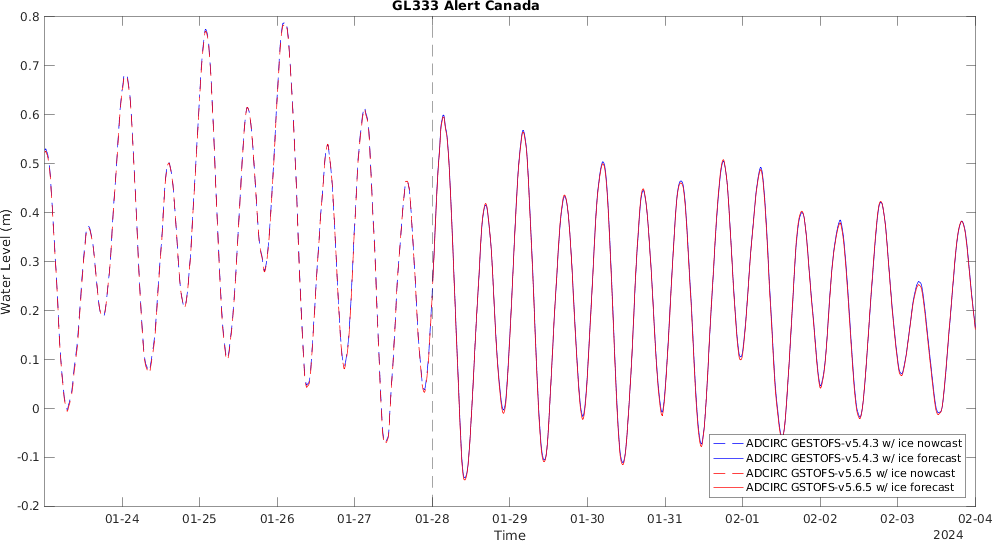 GL333 Alert Canada
0.8
0.7
0.6
0.5
0.4
0.3
0.2
0.1
0
-0.1
-0.2
Water Level (m)
ADCIRC GESTOFS-v5.4.3 w/ ice nowcast
ADCIRC GESTOFS-v5.4.3 w/ ice forecast
ADCIRC GSTOFS-v5.6.5 w/ ice nowcast
ADCIRC GSTOFS-v5.6.5 w/ ice forecast
01-24 01-25 01-26 01-27 01-28 01-29 01-30 01-31 02-01 02-02 02-03 02-04
Time
2024